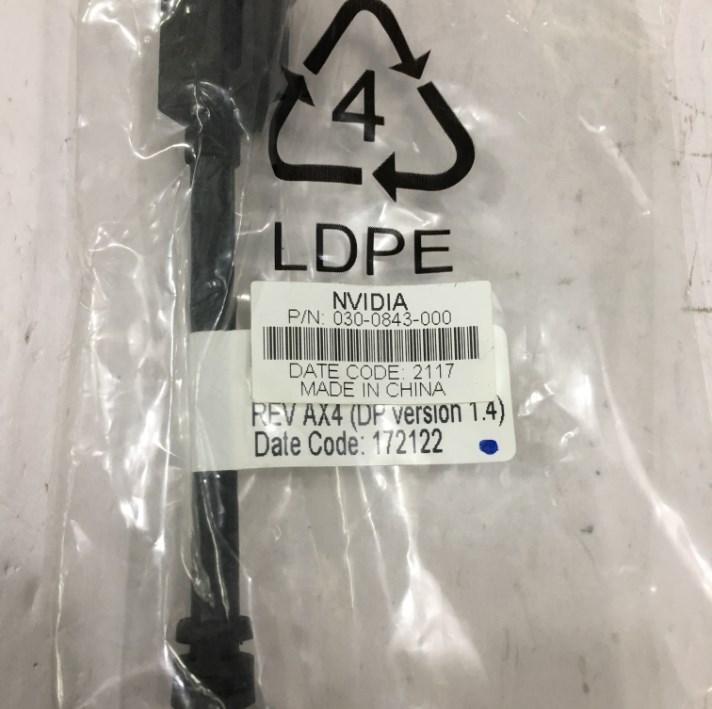 4
LDPE
NVIDIA
P/N: 030-0843-000
DATE CODE: 2117
MADE IN CHINA
REV AX4 (DP version 1.4)
Date Code: 172122